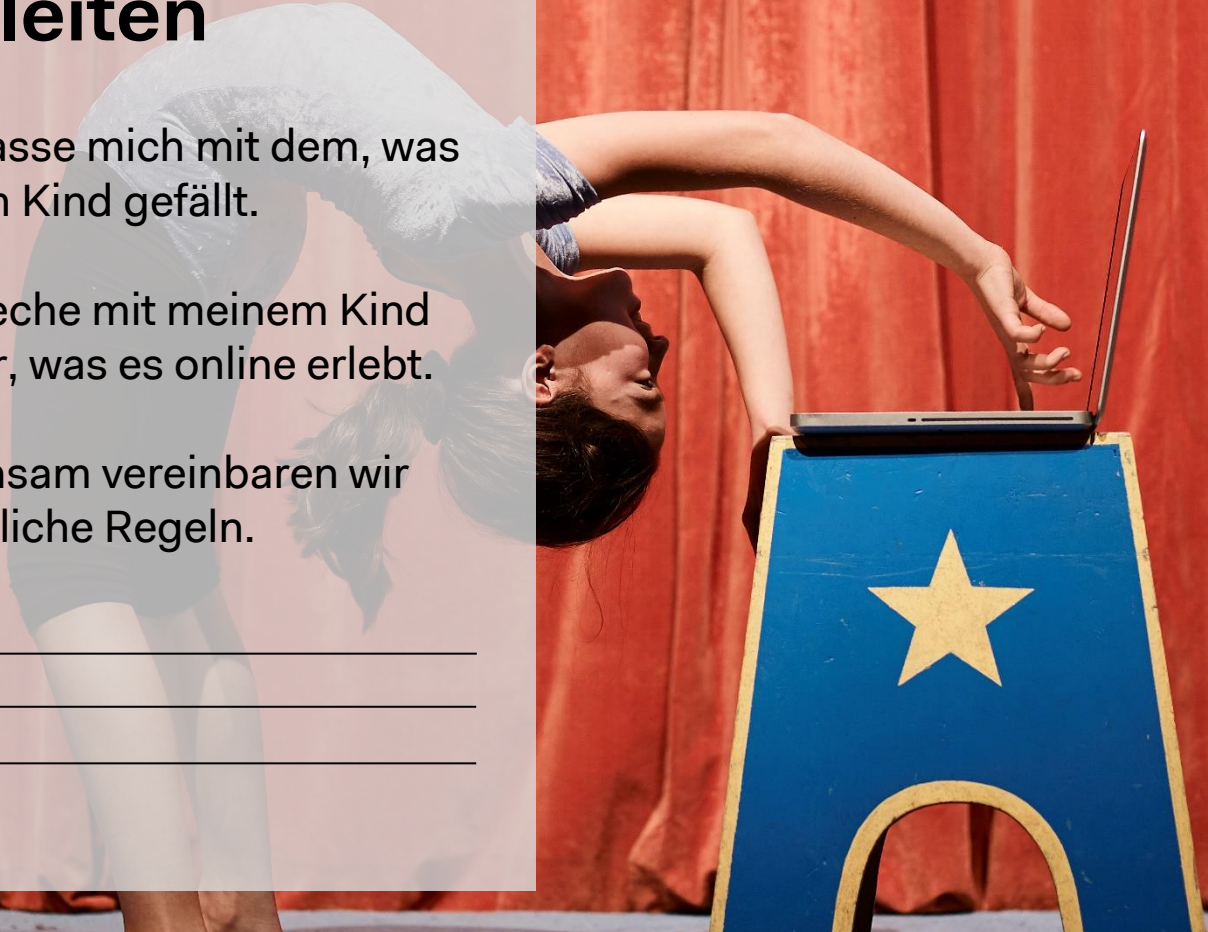 leiten
asse mich mit dem, was
n Kind gefällt.
eche mit meinem Kind
r, was es online erlebt.
nsam vereinbaren wir
liche Regeln.